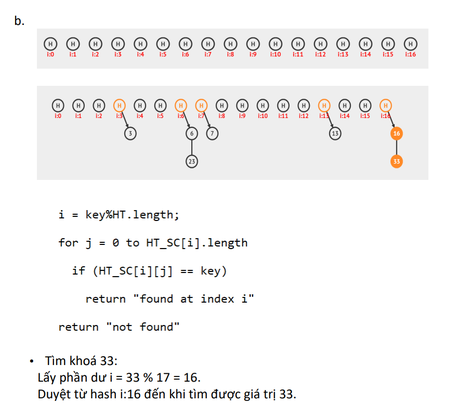 b.
H H H H H H H H H H H H H H H H H
I:0 I:1 I:2 I:3 I:4 I:5 I:6 I:7 I:8 I:9 I:10 I:11 I:12 I:13 I:14 I:15 I:16
H H H H H H H H H H H H H H H H H
I:0 I:1 I:2 I:3 I:4 I:5 I:6 I:7 I:8 I:9 I:10 I:11 I:12 I:13 I:14 I:15 I:16
3 6 7 13 16
23 33
i = key%HT.length;
for j = 0 to HT_SC[i].length
if (HT_SC[i][j] == key)
return "found at index i"
return "not found"
• Tìm khoá 33:
Lấy phần dư i = 33 % 17 = 16.
Duyệt từ hash i:16 đến khi tìm được giá trị 33.